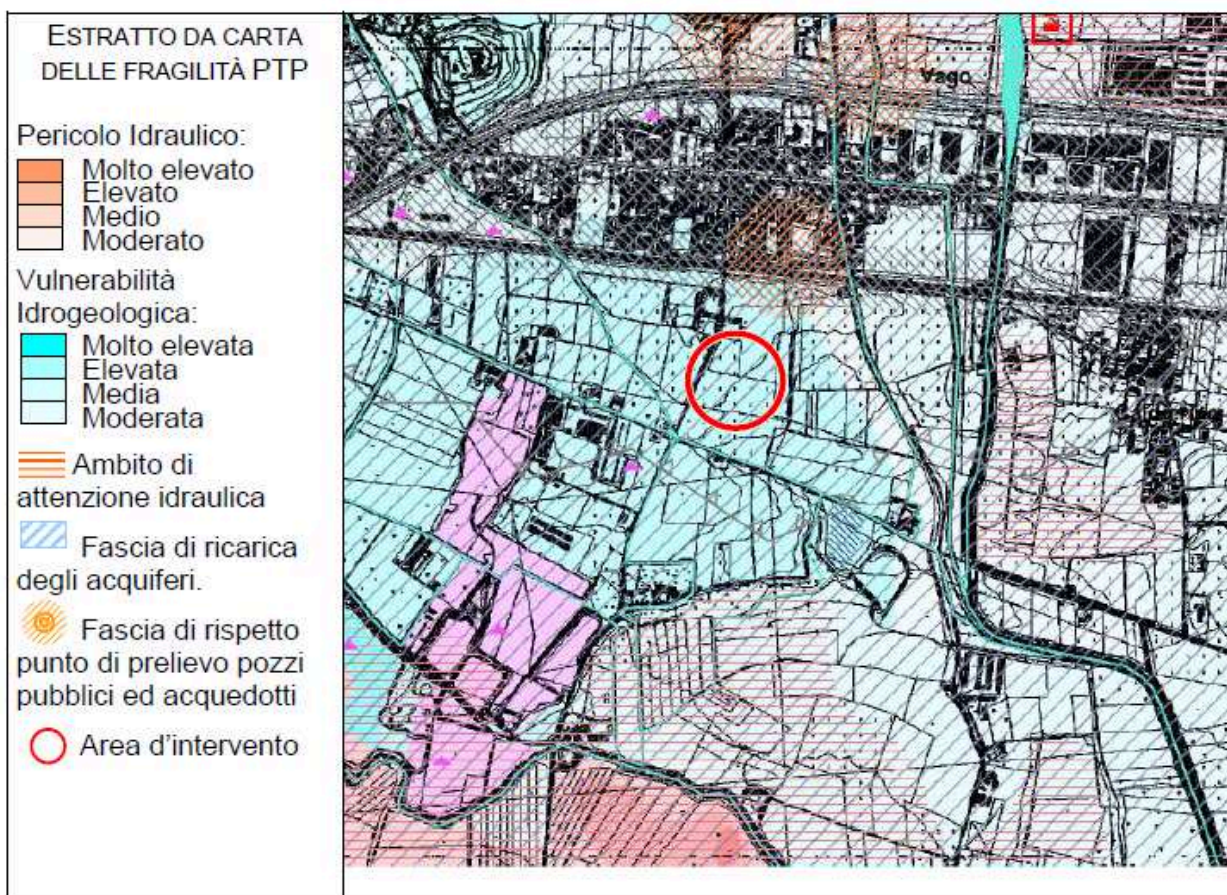 ESTRATTO DA CARTA
DELLE FRAGILITÀ PTP
Pericolo Idraulico:
Molto elevato
Elevato
Medio
Moderato
Vulnerabilità
Idrogeologica:
Molto elevata
Elevata
Media
Moderata
Ambito di
attenzione idraulica
Fascia di ricarica
degli acquiferi.
Fascia di rispetto
punto di prelievo pozzi
pubblici ed acquedotti
Area d'intervento
Vago